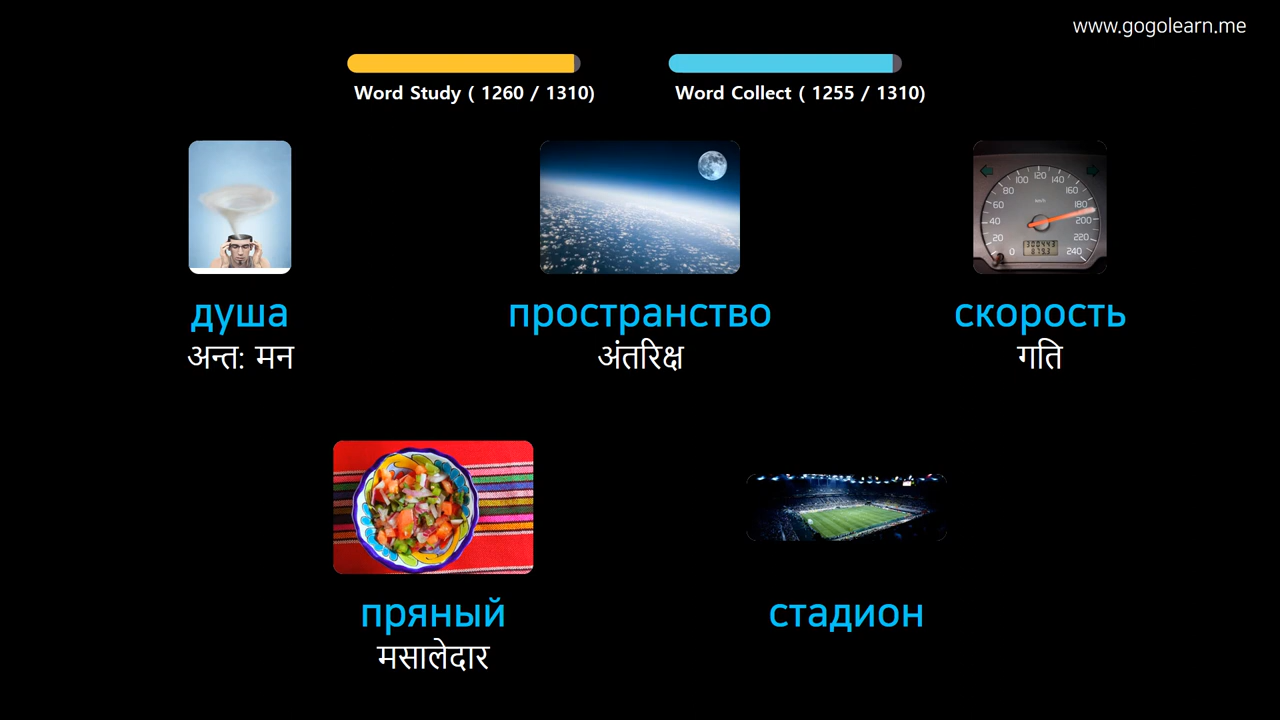 www.gogolearn.me
Word Study ( 1260 / 1310)
Word Collect ( 1255 / 1310)
душа
пространство
скорость
अन्त: मन
अंतरिक्ष
गति
пряный
стадион
मसालेदार